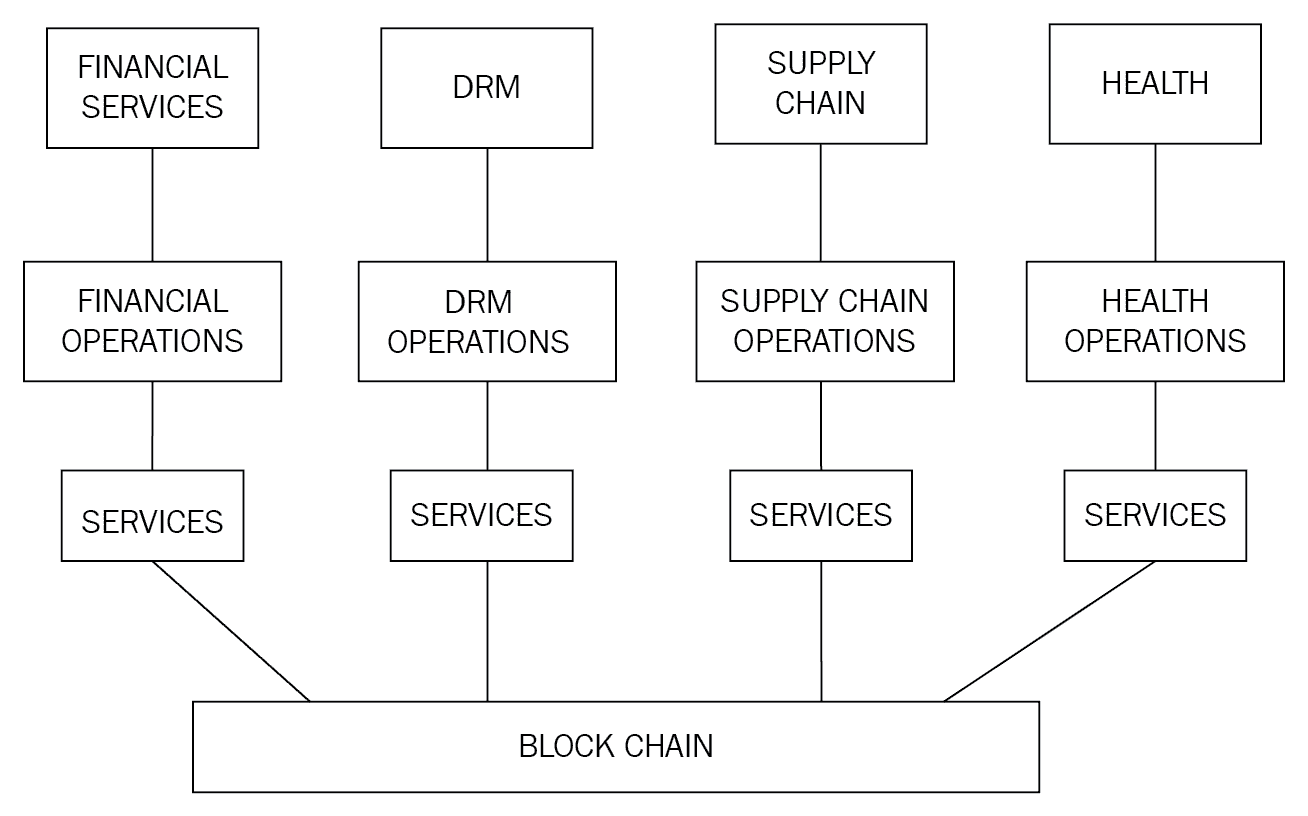 FINANCIAL
SERVICES
DRM
SUPPLY
CHAIN
HEALTH
FINANCIAL
OPERATIONS
DRM
OPERATIONS
SUPPLY CHAIN
OPERATIONS
HEALTH
OPERATIONS
SERVICES
SERVICES
SERVICES
SERVICES
BLOCK CHAIN